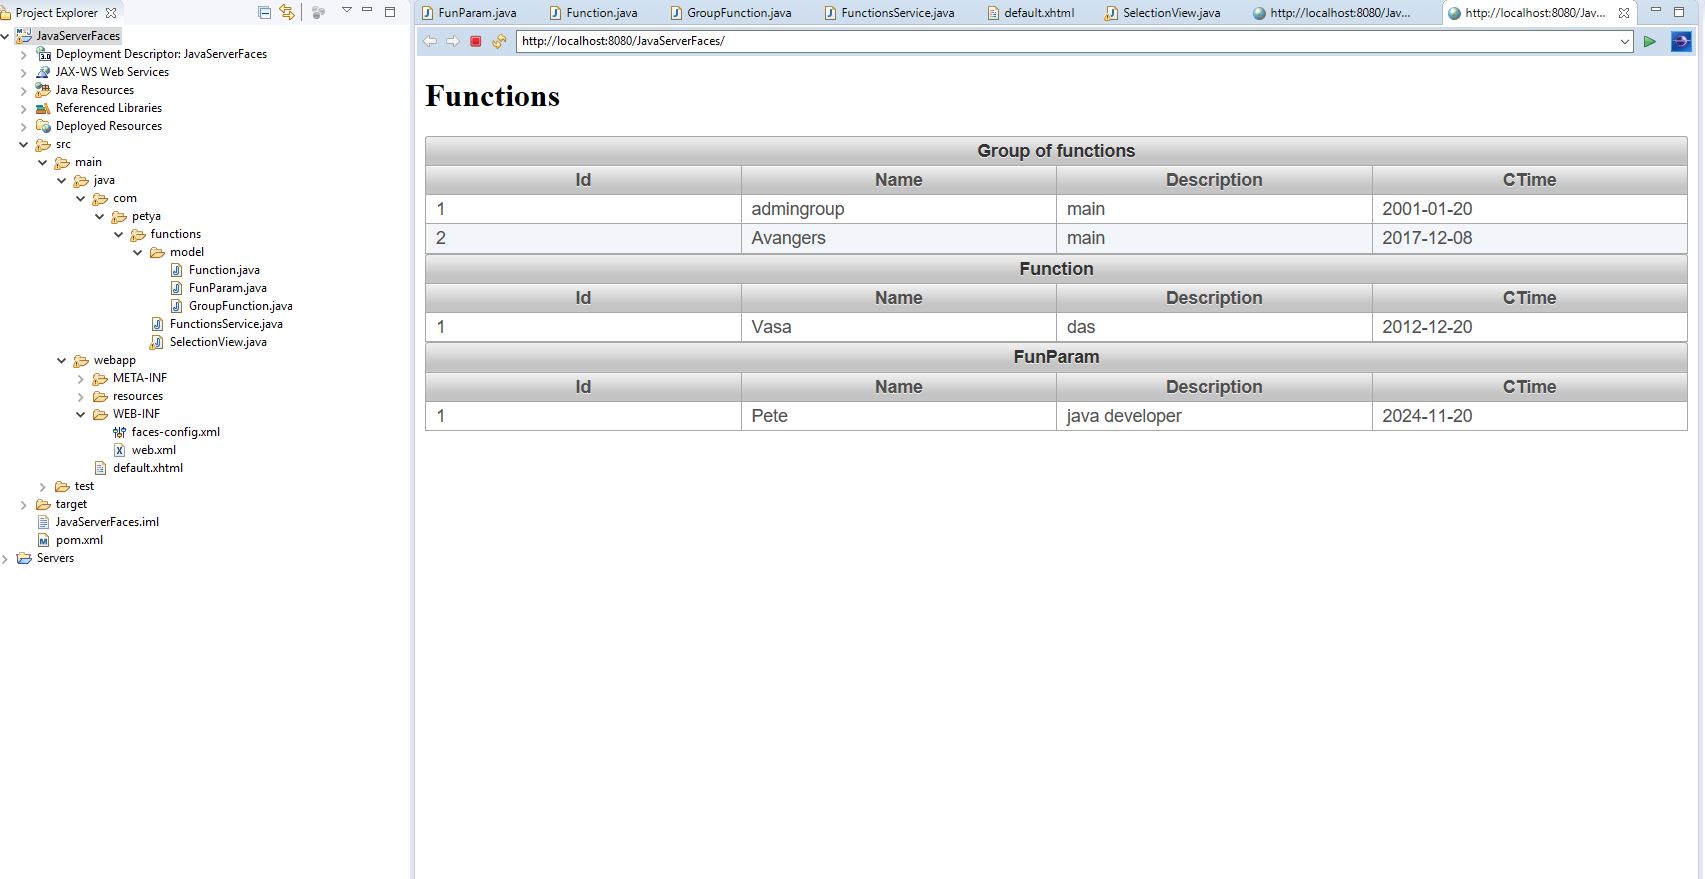 Project Explorer
JavaServerFaces
Deployment Descriptor: JavaServerFaces
JAX-WS Web Services
Java Resources
Referenced Libraries
Deployed Resources
src
main
java
com
petya
functions
model
Function.java
FunParam.java
GroupFunction.java
FunctionsService.java
SelectionView.java
webapp
META-INF
resources
WEB-INF
faces-config.xml
web.xml
default.xhtml
test
target
JavaServerFaces.iml
pom.xml
Servers
FunParam.java Function.java GroupFunction.java FunctionsService.java default.xhtml SelectionView.java http://localhost:8080/Jav... http://localhost:8080/Jav...
http://localhost:8080/JavaServerFaces/
Functions
Group of functions
Id Name Description CTime
1 admingroup main 2001-01-20
2 Avangers main 2017-12-08
Function
Id Name Description CTime
1 Vasa das 2012-12-20
FunParam
Id Name Description CTime
1 Pete java developer 2024-11-20